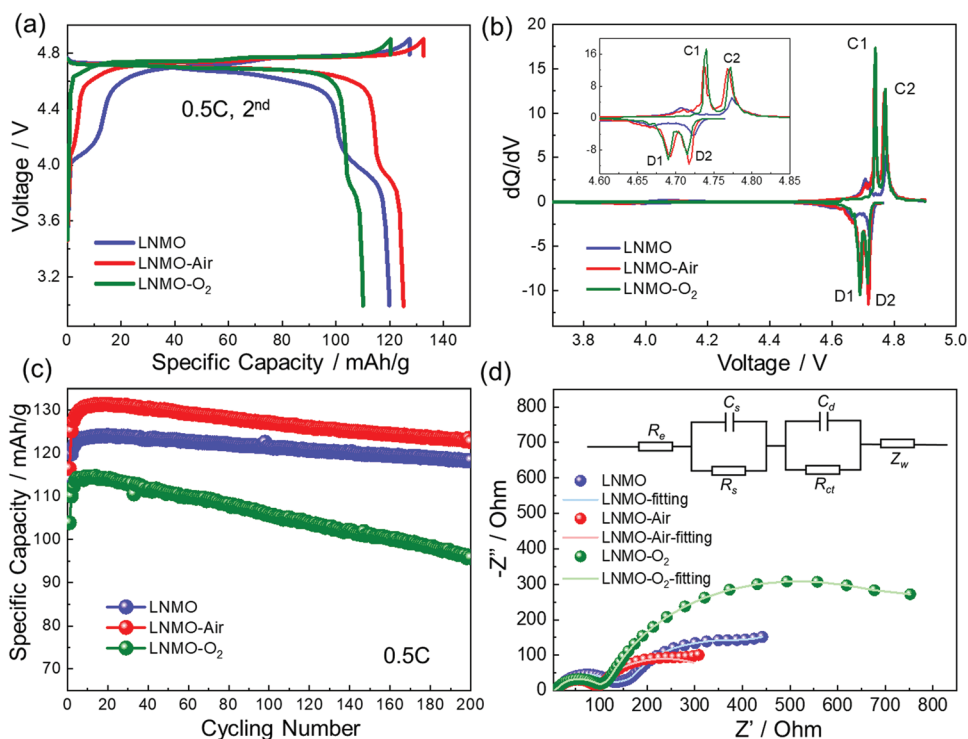 (a)
4.8
4.4
4.0
3.6
3.2
Voltage / V
0.5C, 2nd
LNMO
LNMO-Air
LNMO-O2
0 20 40 60 80 100 120 140
Specific Capacity / mAh/g
(b)
20
15
10
5
0
-5
-10
dQ/dV
16
8
0
-8
C1
C2
D1
D2
4.60 4.65 4.70 4.75 4.80 4.85
C1
C2
LNMO
LNMO-Air
LNMO-O2
D1 D2
3.8 4.0 4.2 4.4 4.6 4.8 5.0
Voltage / V
(c)
130
120
110
100
95
85
75
65
Specific Capacity / mAh/g
LNMO
LNMO-Air
LNMO-O2
0.5C
0 20 40 60 80 100 120 140 160 180 200
Cycling Number
(d)
800
700
600
500
400
300
200
100
0
-Z'' / Ohm
Re
Cs
Rs
Cd
Rct
Zw
LNMO
LNMO-fitting
LNMO-Air
LNMO-Air-fitting
LNMO-O2
LNMO-O2-fitting
100 200 300 400 500 600 700 800
Z' / Ohm